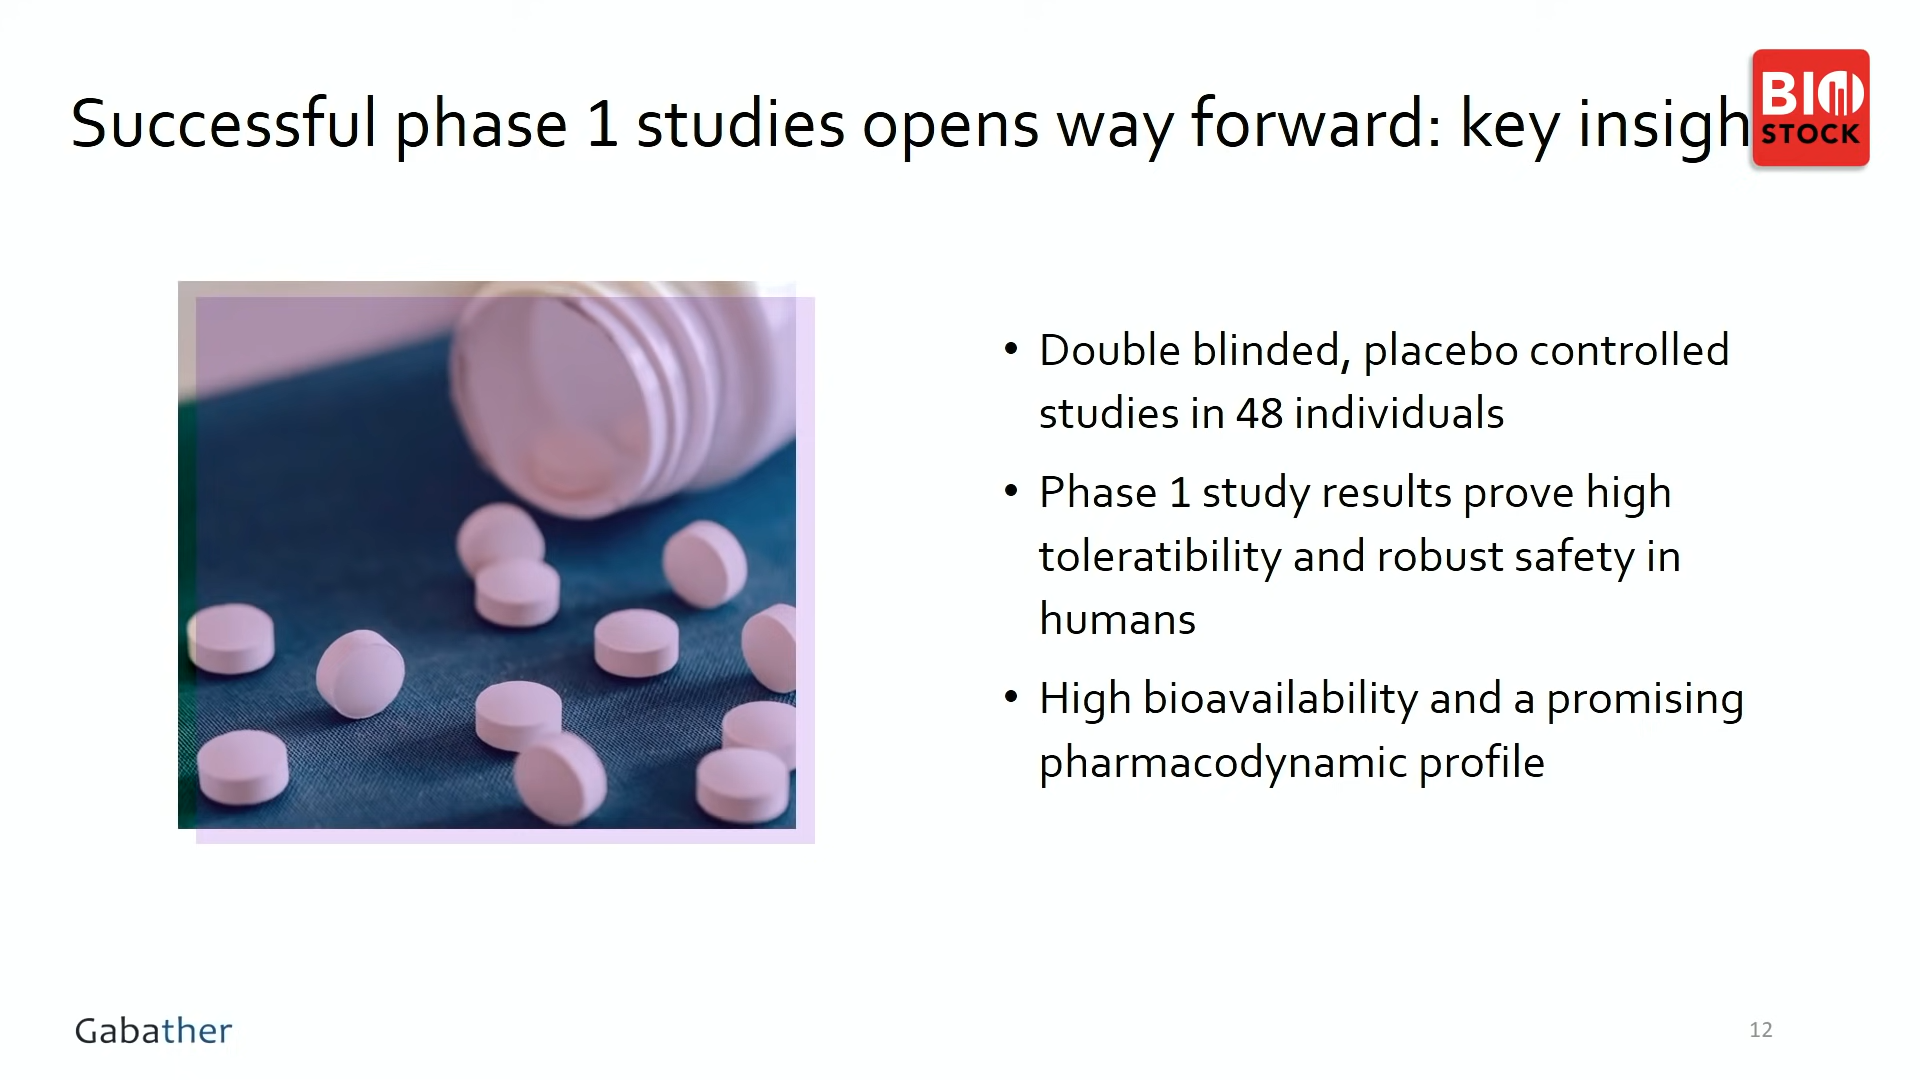 Successful phase 1 studies opens way forward: key insigh
BIO
STOCK
• Double blinded, placebo controlled
studies in 48 individuals
• Phase 1 study results prove high
toleratibility and robust safety in
humans
• High bioavailability and a promising
pharmacodynamic profile
Gabather
12